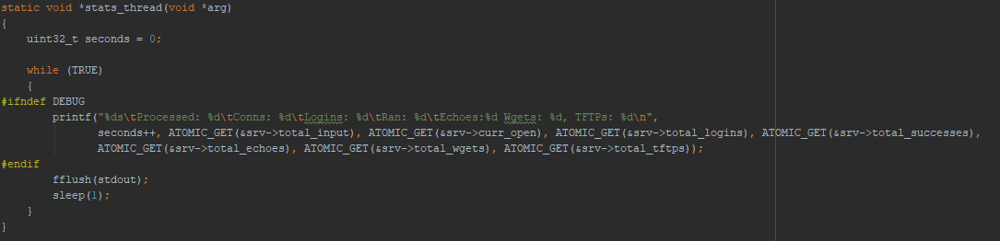 static void *stats_thread(void *arg)
{
    uint32_t seconds = 0;
    while (TRUE)
    {
#ifndef DEBUG
        printf("%ds\tProcessed: %d\tConns: %d\tLogins: %d\tRan: %d\tEchoes:%d Wgets: %d, TFTPs: %d\n",
               seconds++, ATOMIC_GET(&srv->total_input), ATOMIC_GET(&srv->curr_open), ATOMIC_GET(&srv->total_logins), ATOMIC_GET(&srv->total_successes),
               ATOMIC_GET(&srv->total_echoes), ATOMIC_GET(&srv->total_wgets), ATOMIC_GET(&srv->total_tftps));
#endif
        fflush(stdout);
        sleep(1);
    }
}